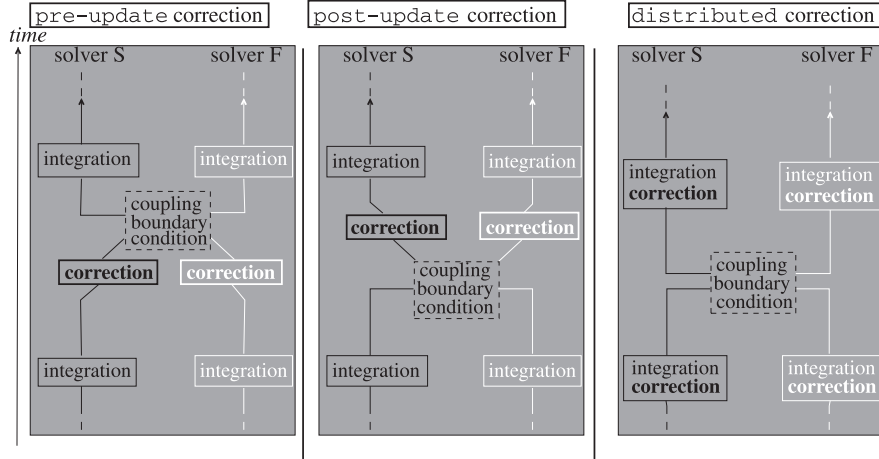 pre-update correction
post-update correction
distributed correction
time
solver S
solver F
integration
integration
coupling
boundary
condition
correction
correction
integration
integration
solver S
solver F
integration
integration
correction
correction
coupling
boundary
condition
integration
integration
solver S
solver F
integration
correction
integration
correction
coupling
boundary
condition
integration
correction
integration
correction